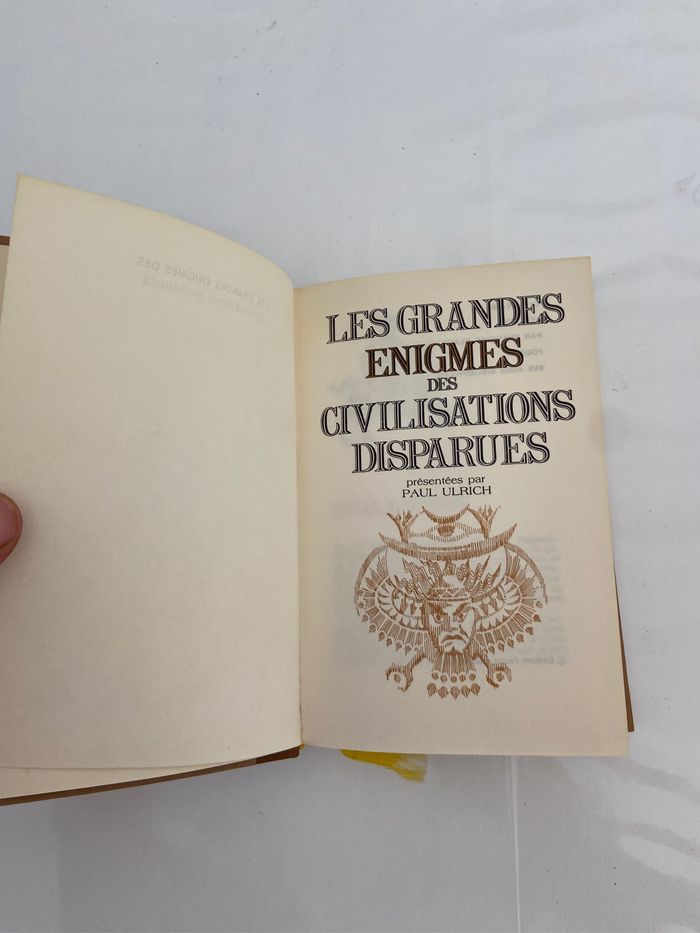 LES GRANDES
ENIGMES
DES
CIVILISATIONS
DISPARUES
présentées par
PAUL ULRICH